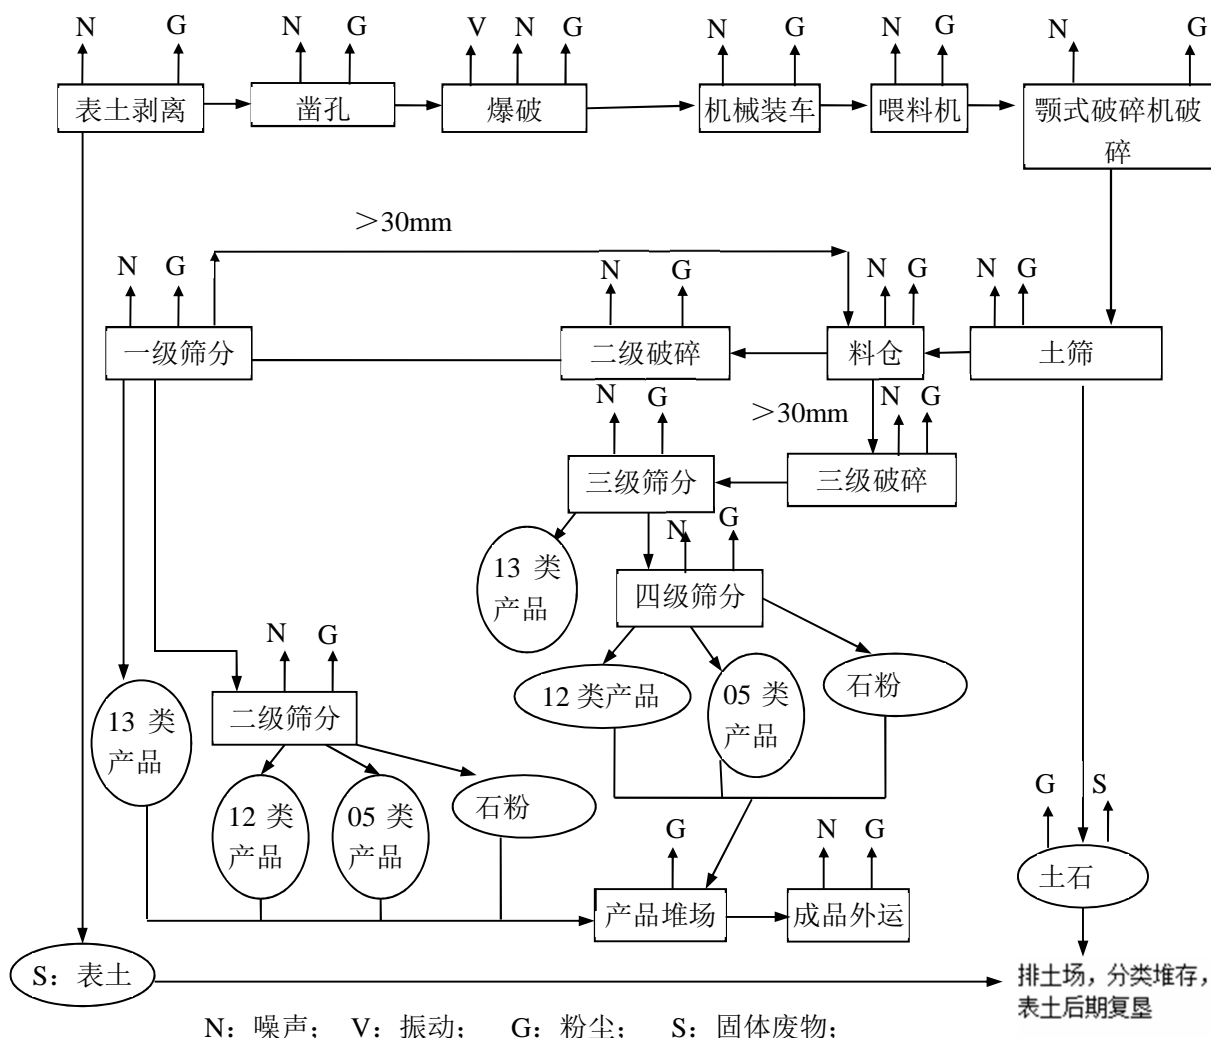 N G N G V N G N G N G N G
表土剥离 凿孔 爆破 机械装车 喂料机 颚式破碎机破
碎
>30mm
N G N G N G N G
一级筛分 二级破碎 料仓 土筛
N G >30mm N G
三级筛分 三级破碎
N G
13 类
产品
四级筛分
N G
12 类产品 05 类
产品
石粉
13 类
产品
二级筛分
12 类
产品
05 类
产品
石粉
G S
土石
G N G
产品堆场 成品外运
S：表土
排土场，分类堆存，
表土后期复垦
N：噪声； V：振动； G：粉尘； S：固体废物；